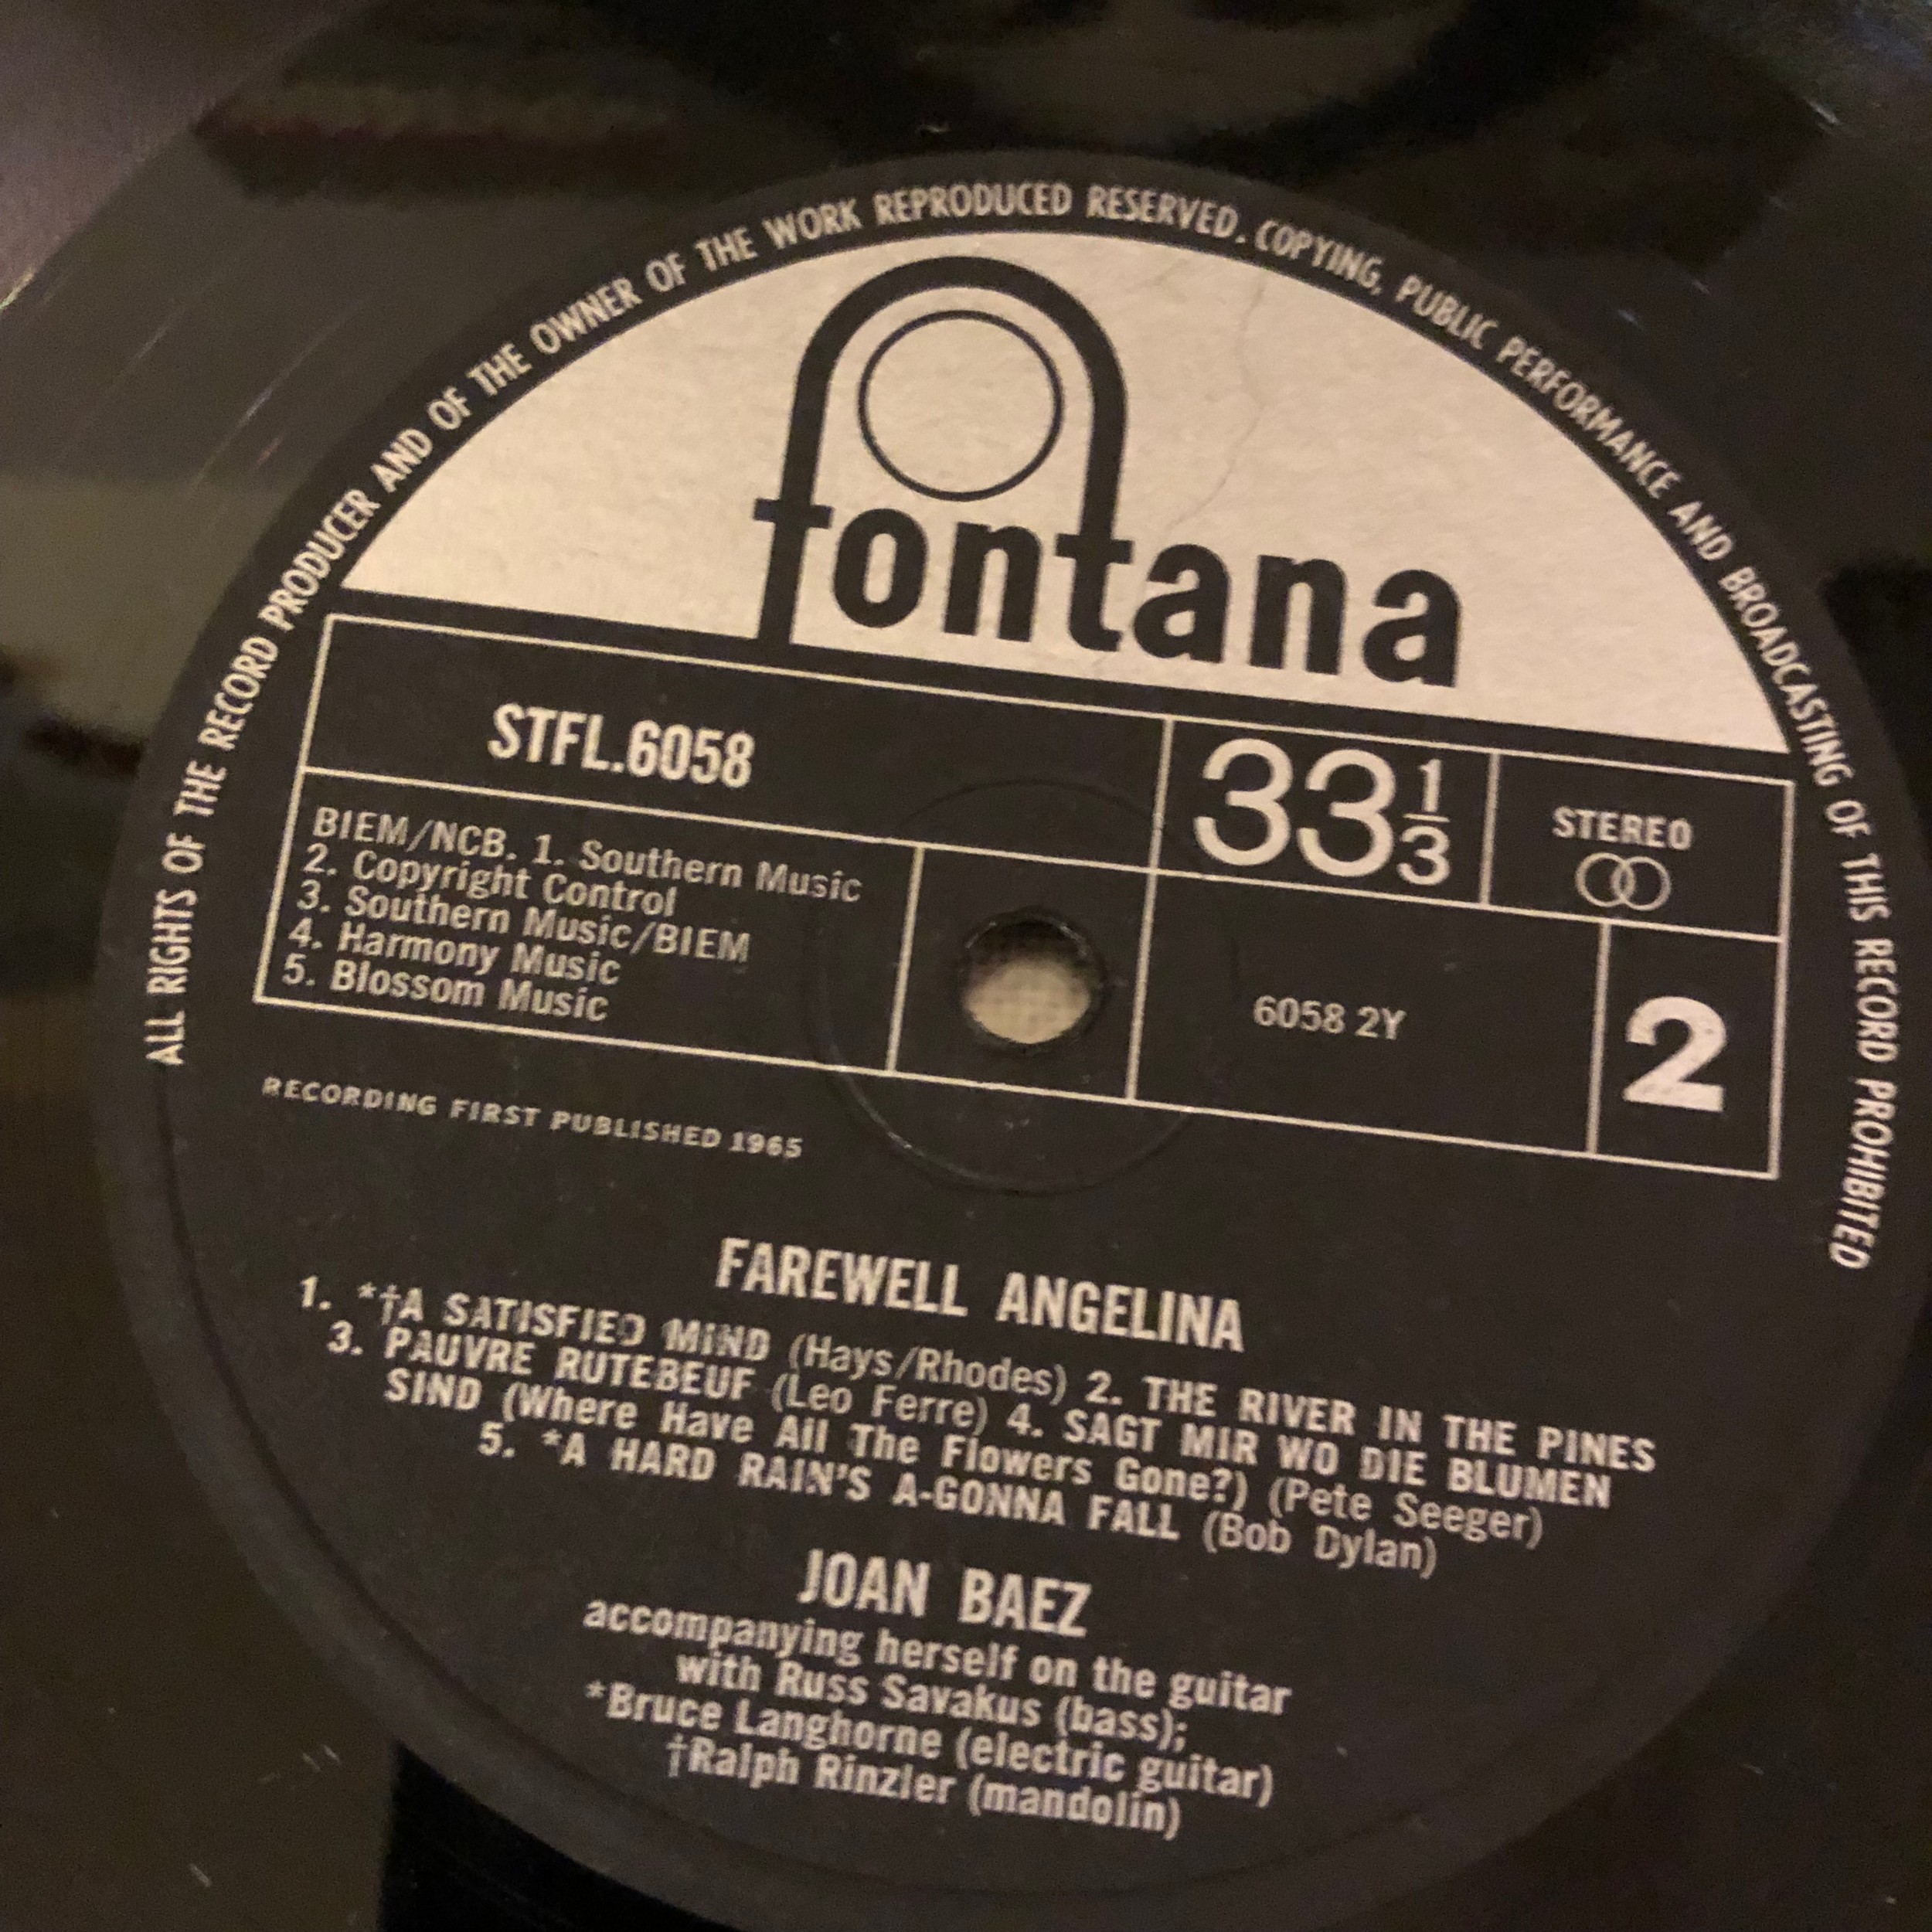 ALL RIGHTS OF THE RECORD PRODUCER AND OF THE OWNER OF THE WORK REPRODUCED RESERVED. COPYING, PUBLIC PERFORMANCE AND BROADCASTING OF THIS RECORD PROHIBITED
fontana
STFL.6058
33 1/3
STEREO
BIEM/NCB. 1. Southern Music
2. Copyright Control
3. Southern Music/BIEM
4. Harmony Music
5. Blossom Music
6058 2Y
2
RECORDING FIRST PUBLISHED 1965
FAREWELL ANGELINA
1. *†A SATISFIED MIND (Hays/Rhodes) 2. THE RIVER IN THE PINES
3. PAUVRE RUTEBEUF (Leo Ferre) 4. SAGT MIR WO DIE BLUMEN
SIND (Where Have All The Flowers Gone?) (Pete Seeger)
5. *A HARD RAIN'S A-GONNA FALL (Bob Dylan)
JOAN BAEZ
accompanying herself on the guitar
with Russ Savakus (bass);
*Bruce Langhorne (electric guitar)
†Ralph Rinzler (mandolin)